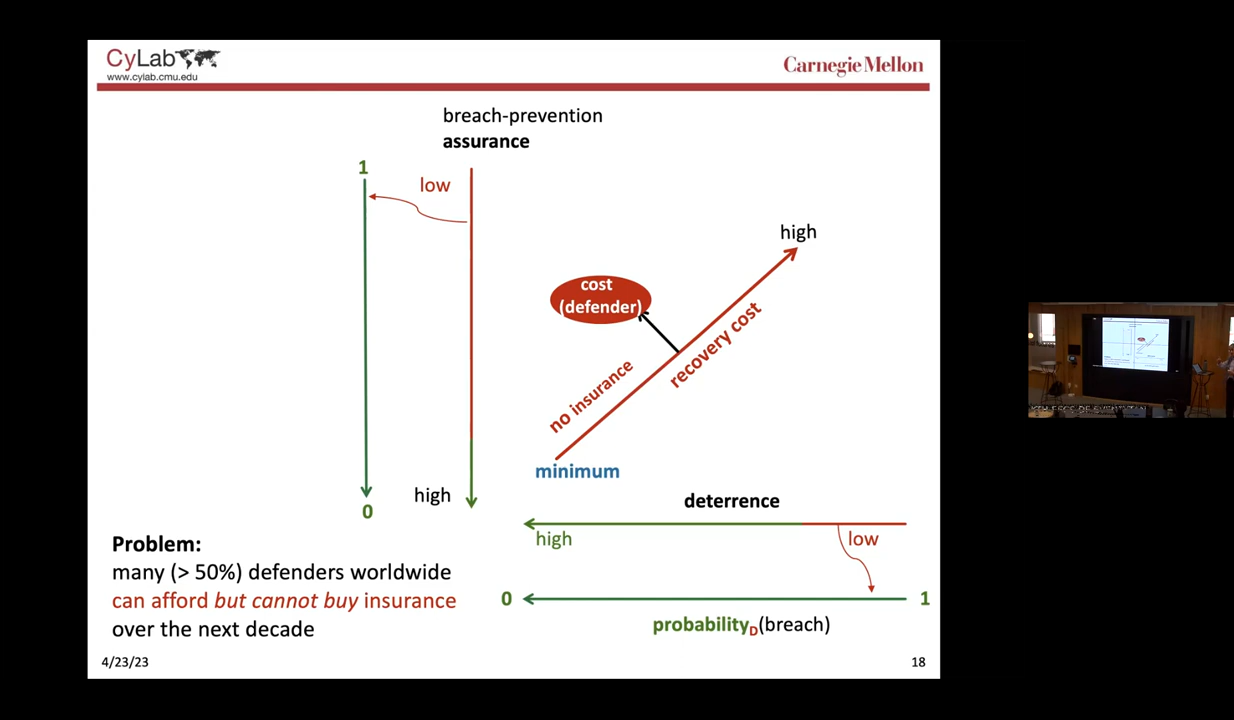 CyLab
www.cylab.cmu.edu
Carnegie Mellon
breach-prevention
assurance
1
low
high
0
high
cost
(defender)
no insurance
recovery cost
minimum
deterrence
high
low
0
1
probabilityD(breach)
Problem:
many (> 50%) defenders worldwide
can afford but cannot buy insurance
over the next decade
4/23/23
18